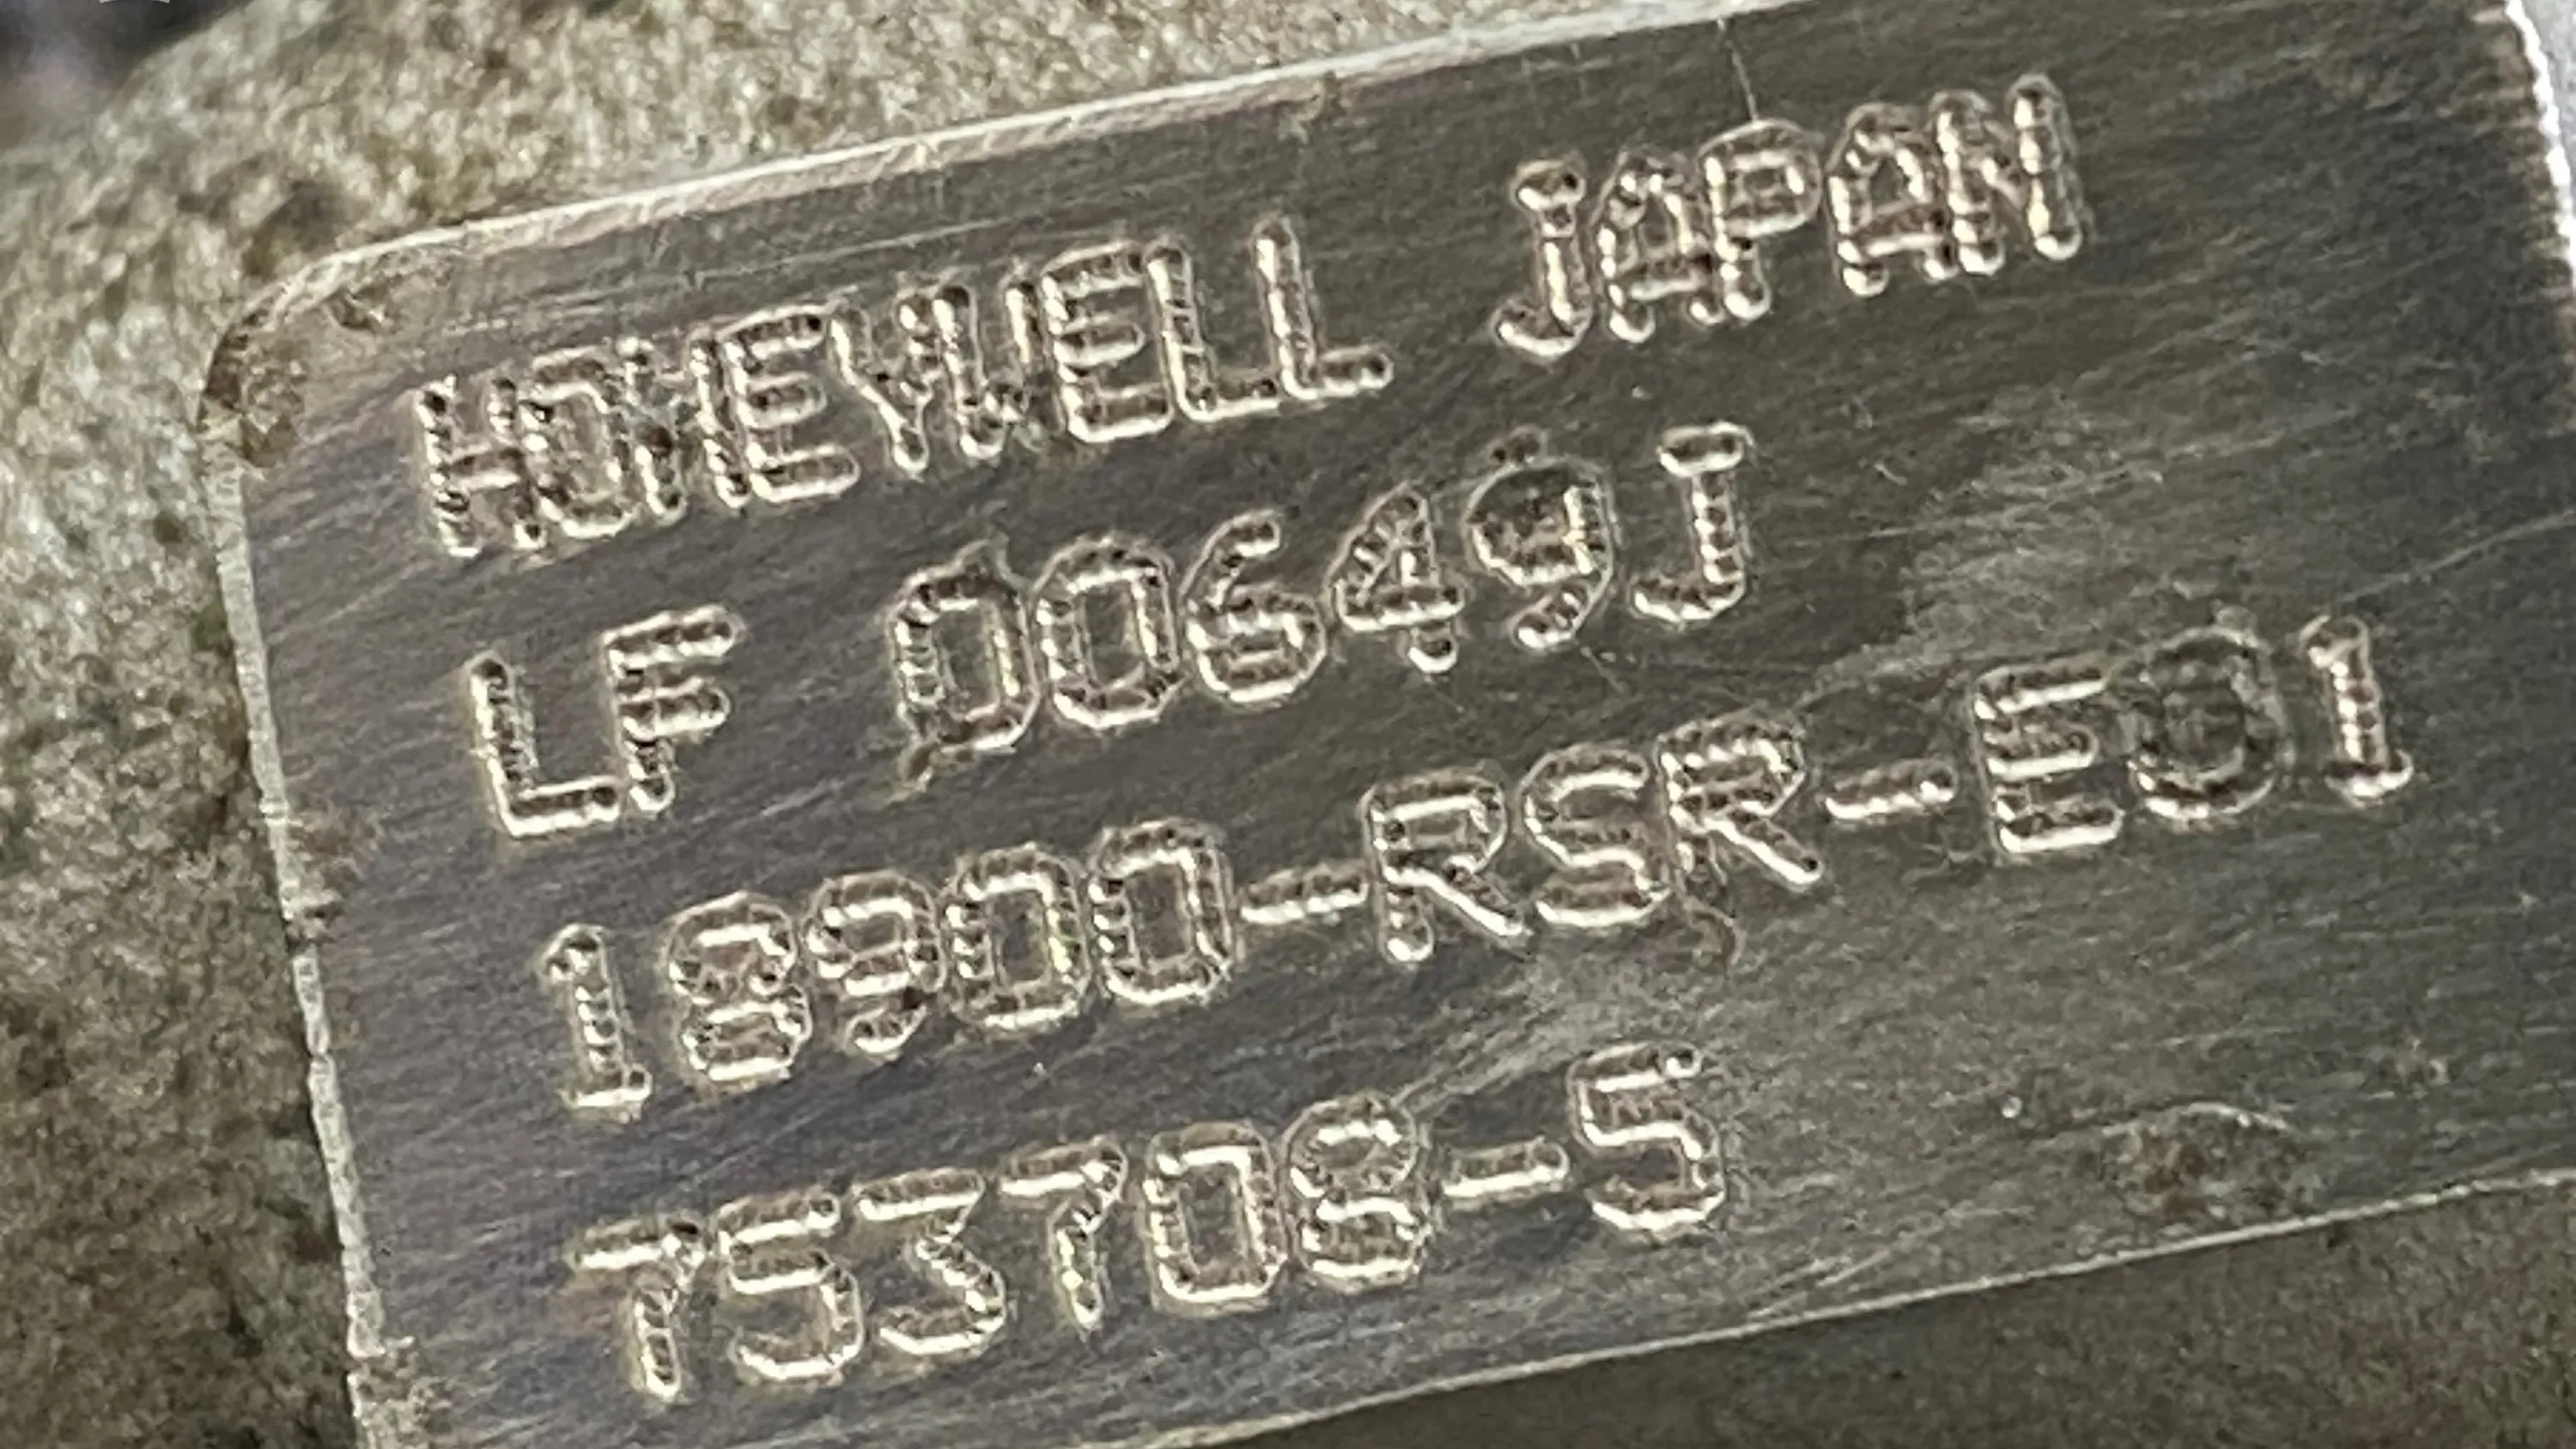 HONEYWELL JAPAN
LF 00649J
18900-RSR-E01
753708-5